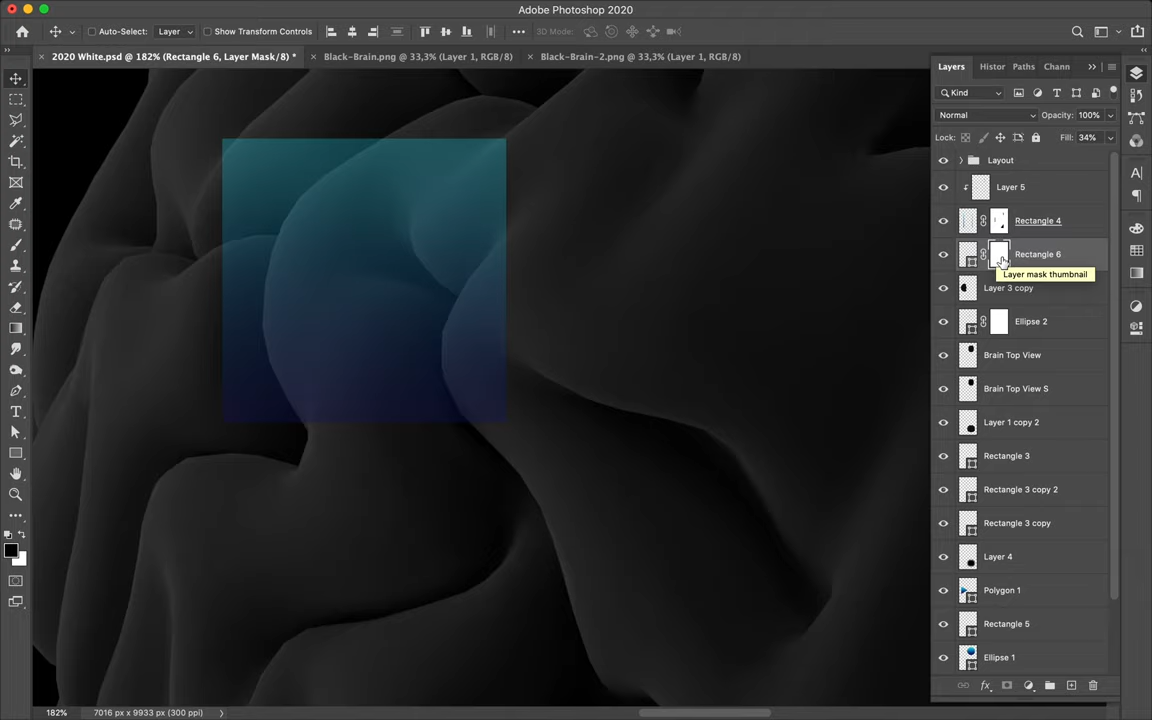 Adobe Photoshop 2020
Auto-Select: Layer Show Transform Controls 3D Mode:
2020 White.psd @ 182% (Rectangle 6, Layer Mask/8) * Black-Brain.png @ 33,3% (Layer 1, RGB/8) Black-Brain-2.png @ 33,3% (Layer 1, RGB/8)
Layers Histor Paths Chann
Kind
Normal Opacity: 100%
Lock: Fill: 34%
Layout
Layer 5
Rectangle 4
Rectangle 6
Layer mask thumbnail
Layer 3 copy
Ellipse 2
Brain Top View
Brain Top View S
Layer 1 copy 2
Rectangle 3
Rectangle 3 copy 2
Rectangle 3 copy
Layer 4
Polygon 1
Rectangle 5
Ellipse 1
182% 7016 px x 9933 px (300 ppi)